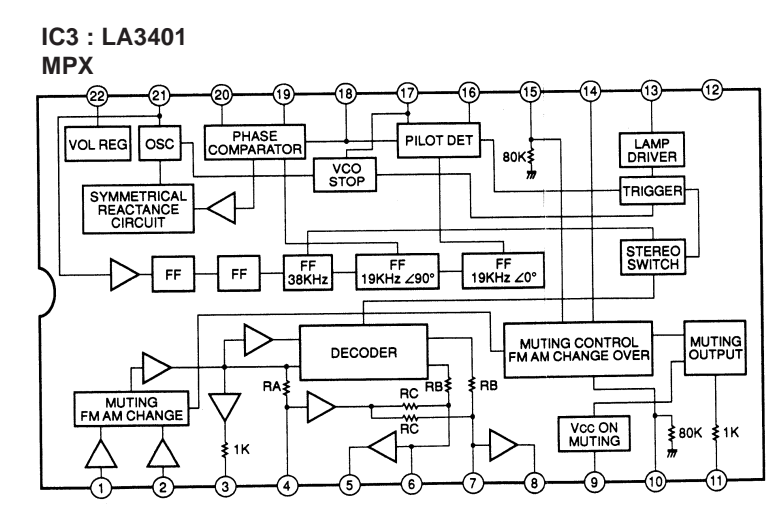 IC3 : LA3401
MPX
22 21 20 19 18 17 16 15 14 13 12
VOL REG
OSC
PHASE
COMPARATOR
PILOT DET
80K
LAMP
DRIVER
VCO
STOP
TRIGGER
SYMMETRICAL
REACTANCE
CIRCUIT
STEREO
SWITCH
FF
FF
FF
38KHz
FF
19KHz ∠90°
FF
19KHz ∠0°
DECODER
MUTING CONTROL
FM AM CHANGE OVER
MUTING
OUTPUT
MUTING
FM AM CHANGE
RA
RB
RB
RC
RC
1K
Vcc ON
MUTING
80K
1K
1 2 3 4 5 6 7 8 9 10 11